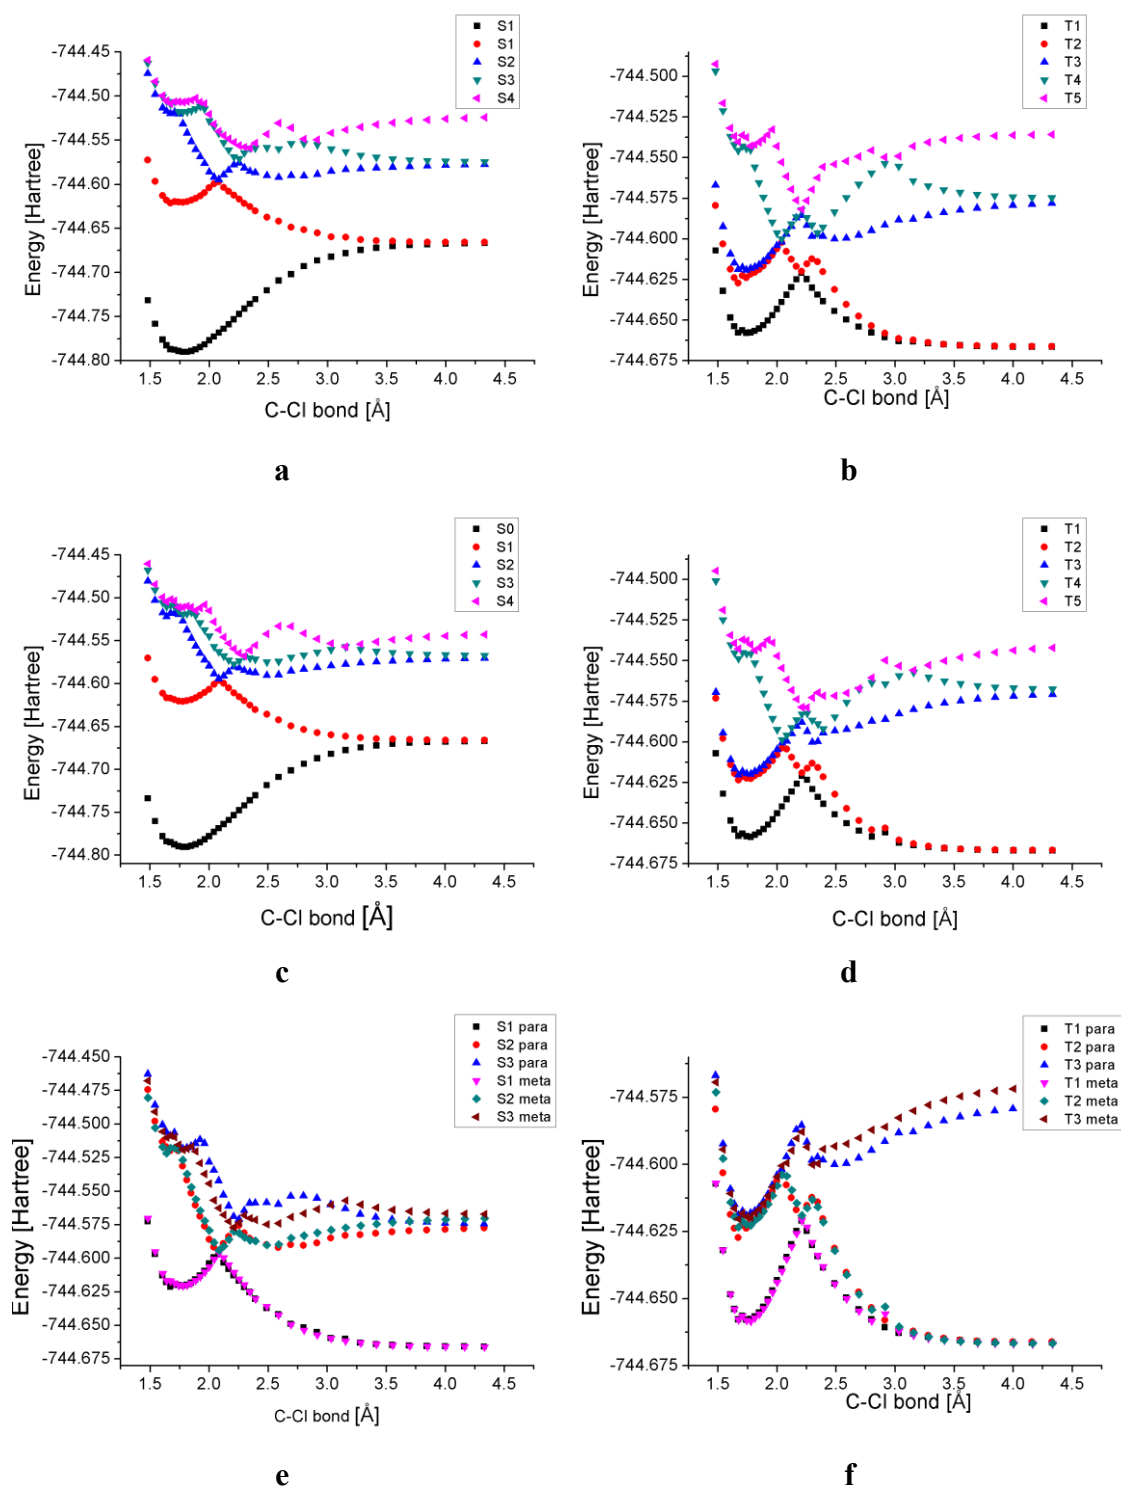 S1
S1
S2
S3
S4
-744.45
-744.50
-744.55
-744.60
-744.65
-744.70
-744.75
-744.80
Energy [Hartree]
1.5 2.0 2.5 3.0 3.5 4.0 4.5
C-Cl bond [Å]
a
T1
T2
T3
T4
T5
-744.500
-744.525
-744.550
-744.575
-744.600
-744.625
-744.650
-744.675
Energy [Hartree]
1.5 2.0 2.5 3.0 3.5 4.0 4.5
C-Cl bond [Å]
b
S0
S1
S2
S3
S4
-744.45
-744.50
-744.55
-744.60
-744.65
-744.70
-744.75
-744.80
Energy [Hartree]
1.5 2.0 2.5 3.0 3.5 4.0 4.5
C-Cl bond [Å]
c
T1
T2
T3
T4
T5
-744.500
-744.525
-744.550
-744.575
-744.600
-744.625
-744.650
-744.675
Energy [Hartree]
1.5 2.0 2.5 3.0 3.5 4.0 4.5
C-Cl bond [Å]
d
S1 para
S2 para
S3 para
S1 meta
S2 meta
S3 meta
-744.450
-744.475
-744.500
-744.525
-744.550
-744.575
-744.600
-744.625
-744.650
-744.675
Energy [Hartree]
1.5 2.0 2.5 3.0 3.5 4.0 4.5
C-Cl bond [Å]
e
T1 para
T2 para
T3 para
T1 meta
T2 meta
T3 meta
-744.575
-744.600
-744.625
-744.650
-744.675
Energy [Hartree]
1.5 2.0 2.5 3.0 3.5 4.0 4.5
C-Cl bond [Å]
f